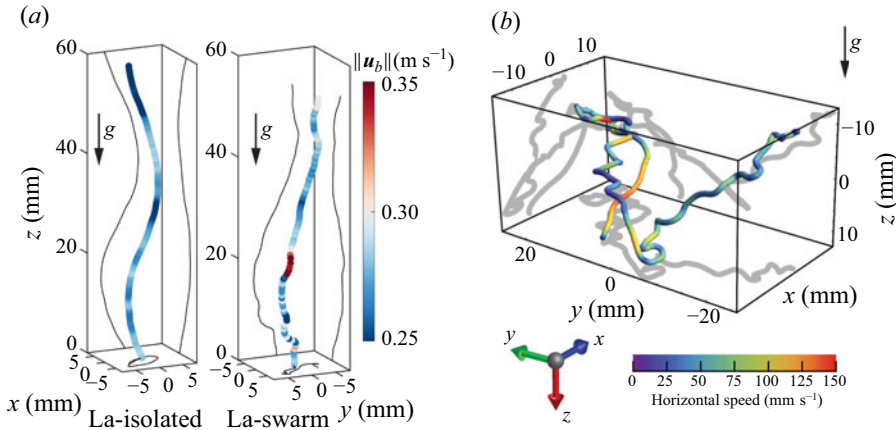 (a)
60
40
20
0
z (mm)
g
5
0
−5
−5
0
5
x (mm)
La-isolated
60
40
20
0
g
5
0
−5
5
0
−5
y (mm)
La-swarm
‖u_b‖(m s⁻¹)
0.35
0.30
0.25
(b)
−10
0
10
g
−10
0
10
z (mm)
20
0
−20
y (mm)
x (mm)
y
x
z
0 25 50 75 100 125 150
Horizontal speed (mm s⁻¹)